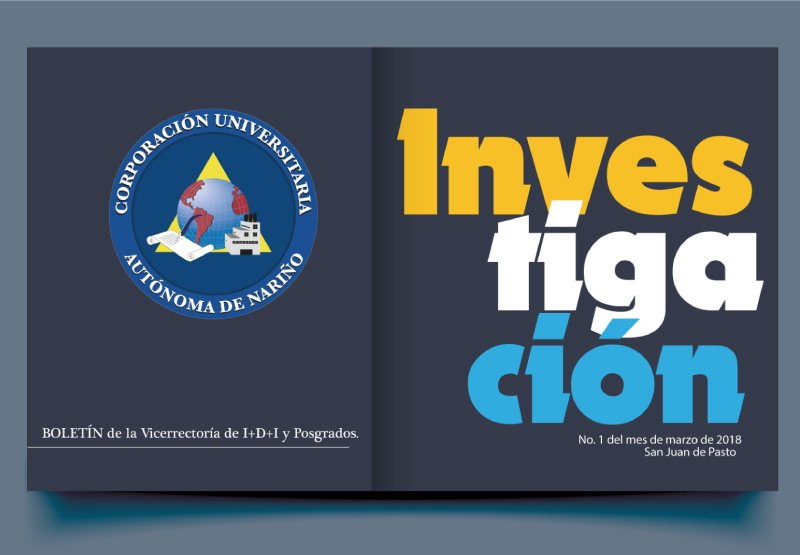 CORPORACIÓN UNIVERSITARIA
AUTÓNOMA DE NARIÑO
BOLETÍN de la Vicerrectoría de I+D+I y Posgrados.
Inves
tiga
ción
No. 1 del mes de marzo de 2018
San Juan de Pasto